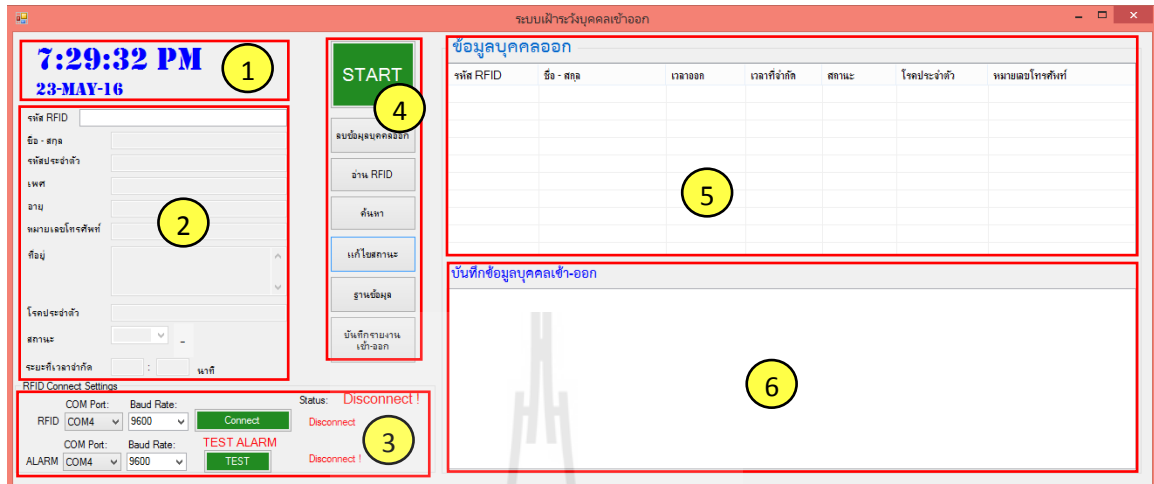 ระบบเฝ้าระวังบุคคลเข้าออก
7:29:32 PM
23-MAY-16
1
รหัส RFID
ชื่อ - สกุล
รหัสประจำตัว
เพศ
อายุ
หมายเลขโทรศัพท์
ที่อยู่
โรคประจำตัว
สถานะ -
ระยะที่เวลาจำกัด : นาที
2
RFID Connect Settings
COM Port: Baud Rate: Status: Disconnect !
RFID COM4 9600 Connect Disconnect
COM Port: Baud Rate: TEST ALARM
ALARM COM4 9600 TEST Disconnect !
3
START
4
ลบข้อมูลบุคคลออก
อ่าน RFID
ค้นหา
แก้ไขสถานะ
ฐานข้อมูล
บันทึกรายงาน
เข้า-ออก
ข้อมูลบุคคลออก
รหัส RFID ชื่อ - สกุล เวลาออก เวลาที่จำกัด สถานะ โรคประจำตัว หมายเลขโทรศัพท์
5
บันทึกข้อมูลบุคคลเข้า-ออก
6